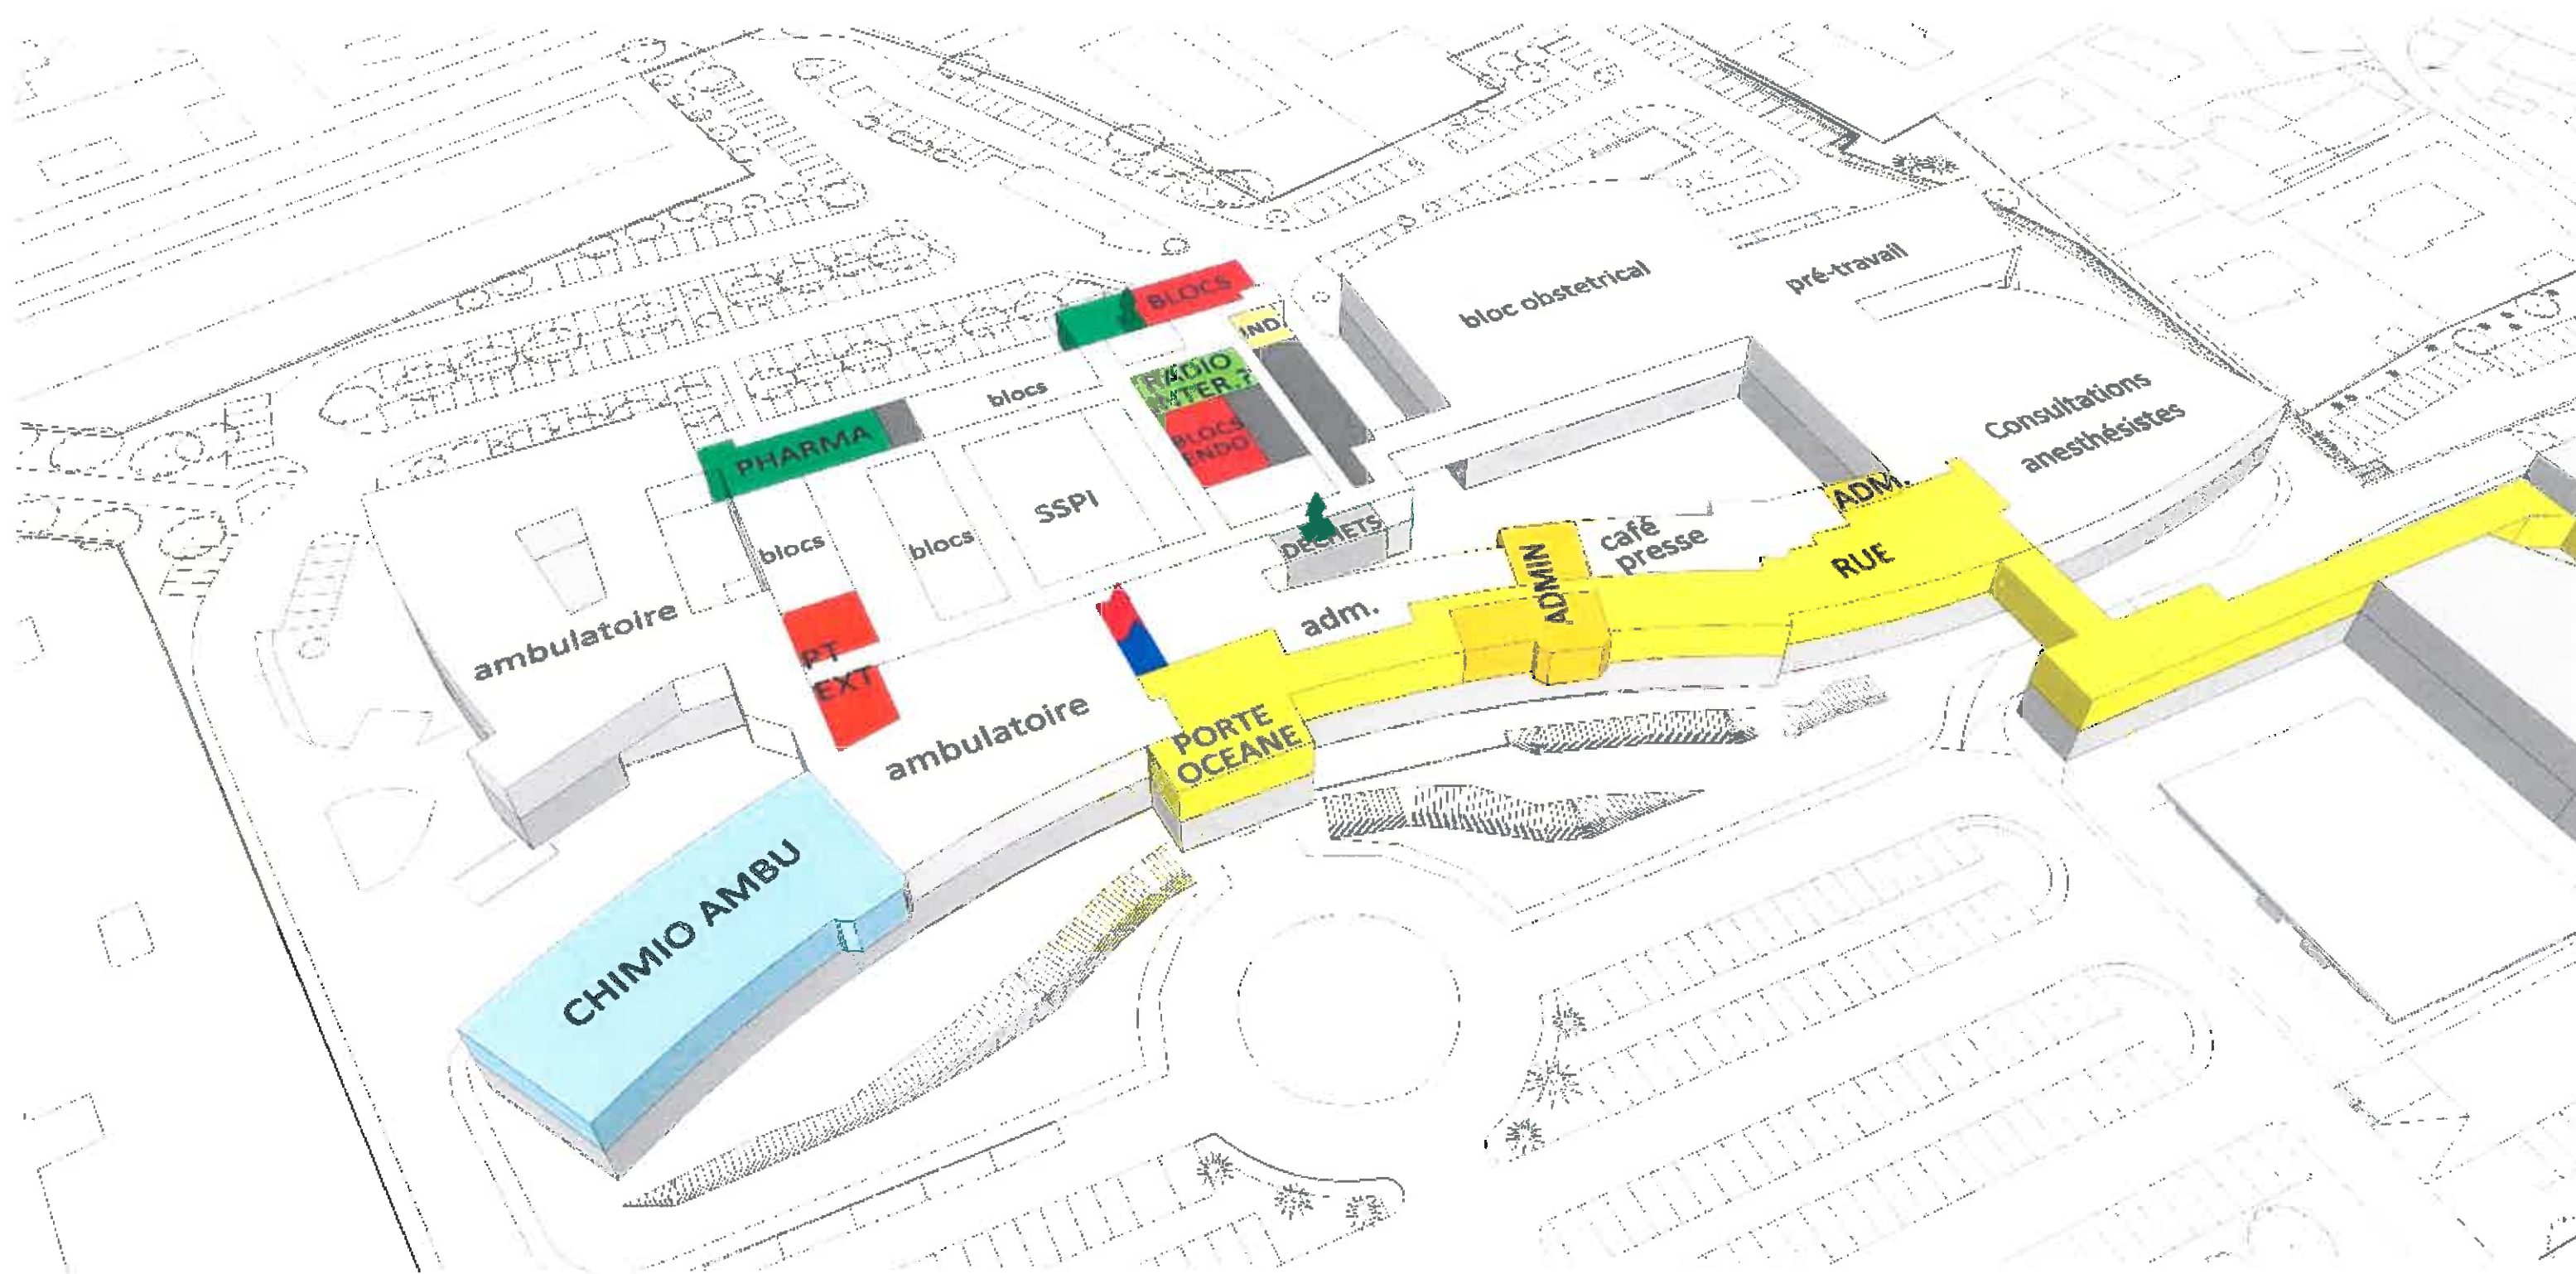 bloc obstetrical
pré-travail
BLOCS
IND.
RADIO
INTER.?
BLOCS
ENDO
blocs
PHARMA
Consultations
anesthésistes
SSPI
DECHETS
ADM.
café
presse
ADMIN
RUE
blocs
blocs
adm.
ambulatoire
PT
EXT
ambulatoire
PORTE
OCEANE
CHIMIO AMBU